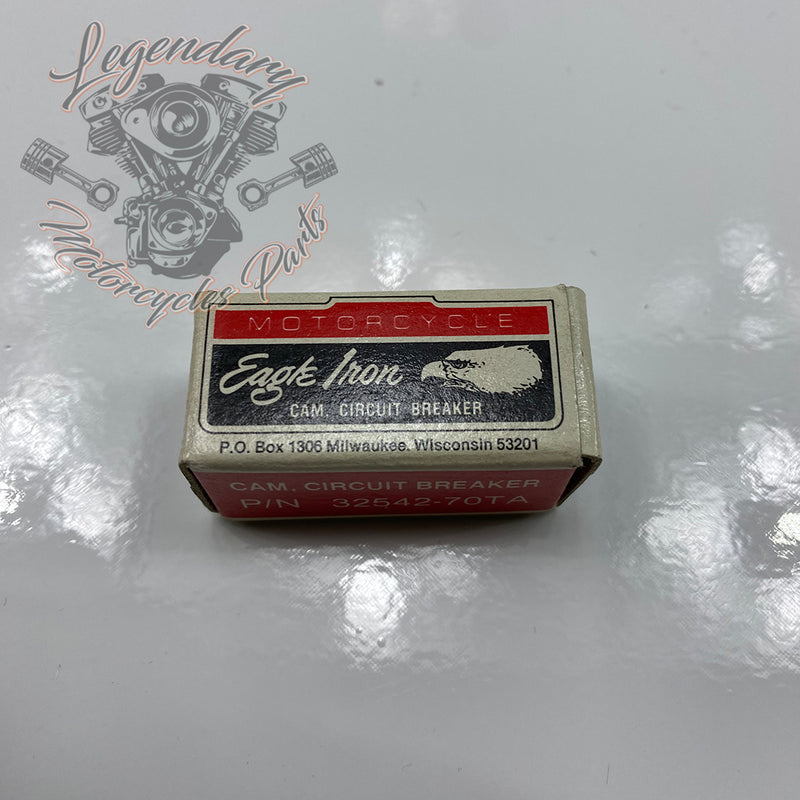 Legendary
Motorcycles Parts
MOTORCYCLE
Eagle Iron
CAM. CIRCUIT BREAKER
P.O. Box 1306 Milwaukee, Wisconsin 53201
CAM. CIRCUIT BREAKER
P/N 32542-70TA